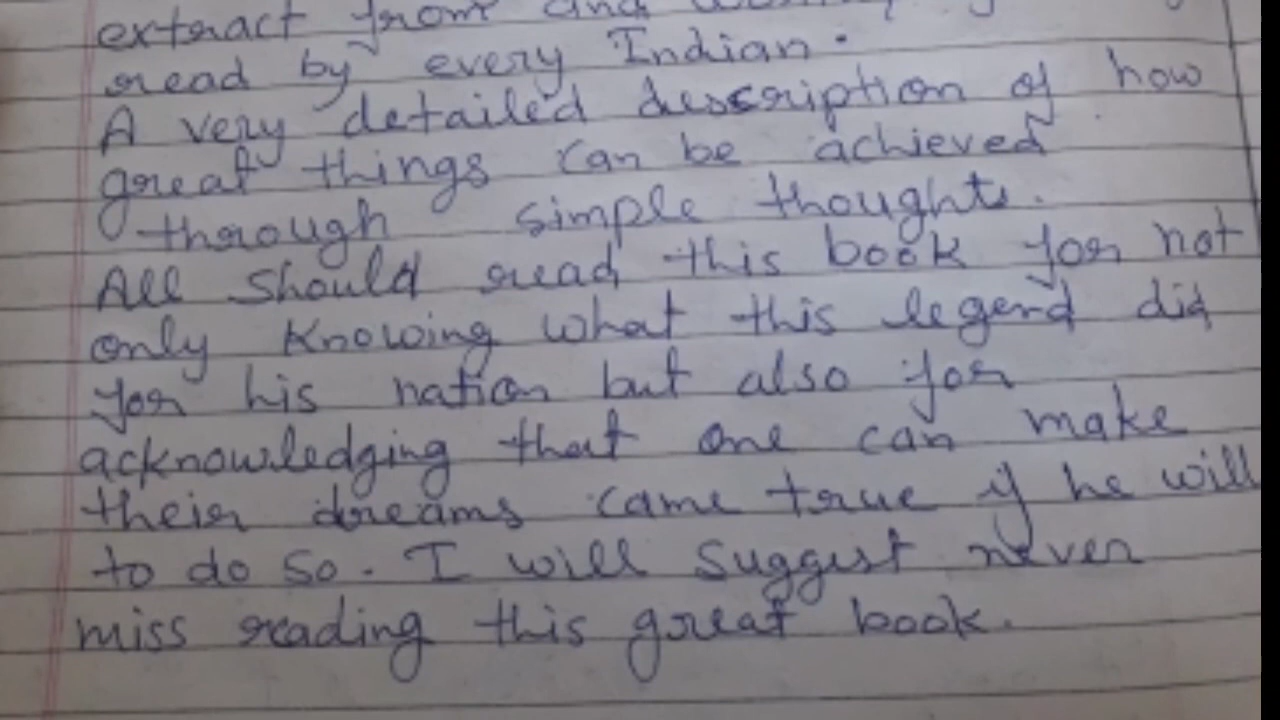 extract from and
read by every Indian.
A very detailed description of how
great things can be achieved
through simple thoughts.
All should read this book for not
only knowing what this legend did
for his nation but also for
acknowledging that one can make
their dreams came true if he will
to do so. I will suggest never
miss reading this great book.